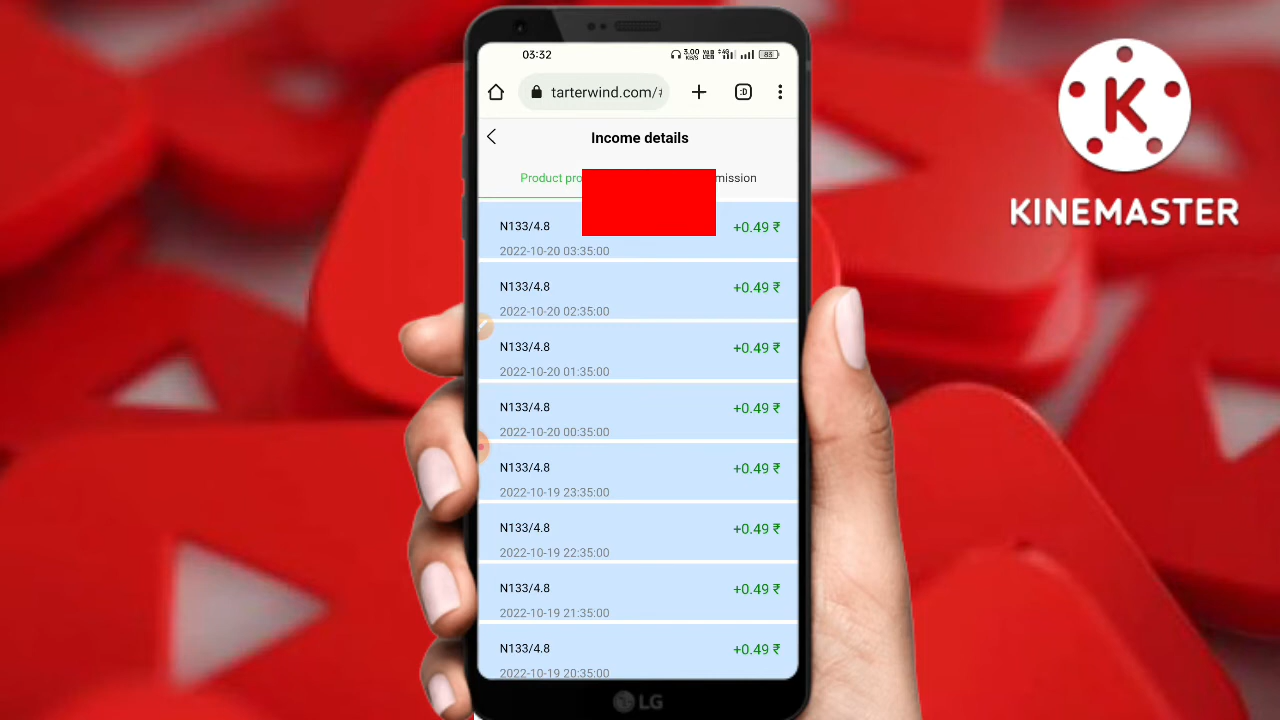 03:32
3.00 KB/S
83
tarterwind.com/#
:D
Income details
Product pro
mission
N133/4.8
+0.49 ₹
2022-10-20 03:35:00
N133/4.8
+0.49 ₹
2022-10-20 02:35:00
N133/4.8
+0.49 ₹
2022-10-20 01:35:00
N133/4.8
+0.49 ₹
2022-10-20 00:35:00
N133/4.8
+0.49 ₹
2022-10-19 23:35:00
N133/4.8
+0.49 ₹
2022-10-19 22:35:00
N133/4.8
+0.49 ₹
2022-10-19 21:35:00
N133/4.8
+0.49 ₹
2022-10-19 20:35:00
LG
K
KINEMASTER